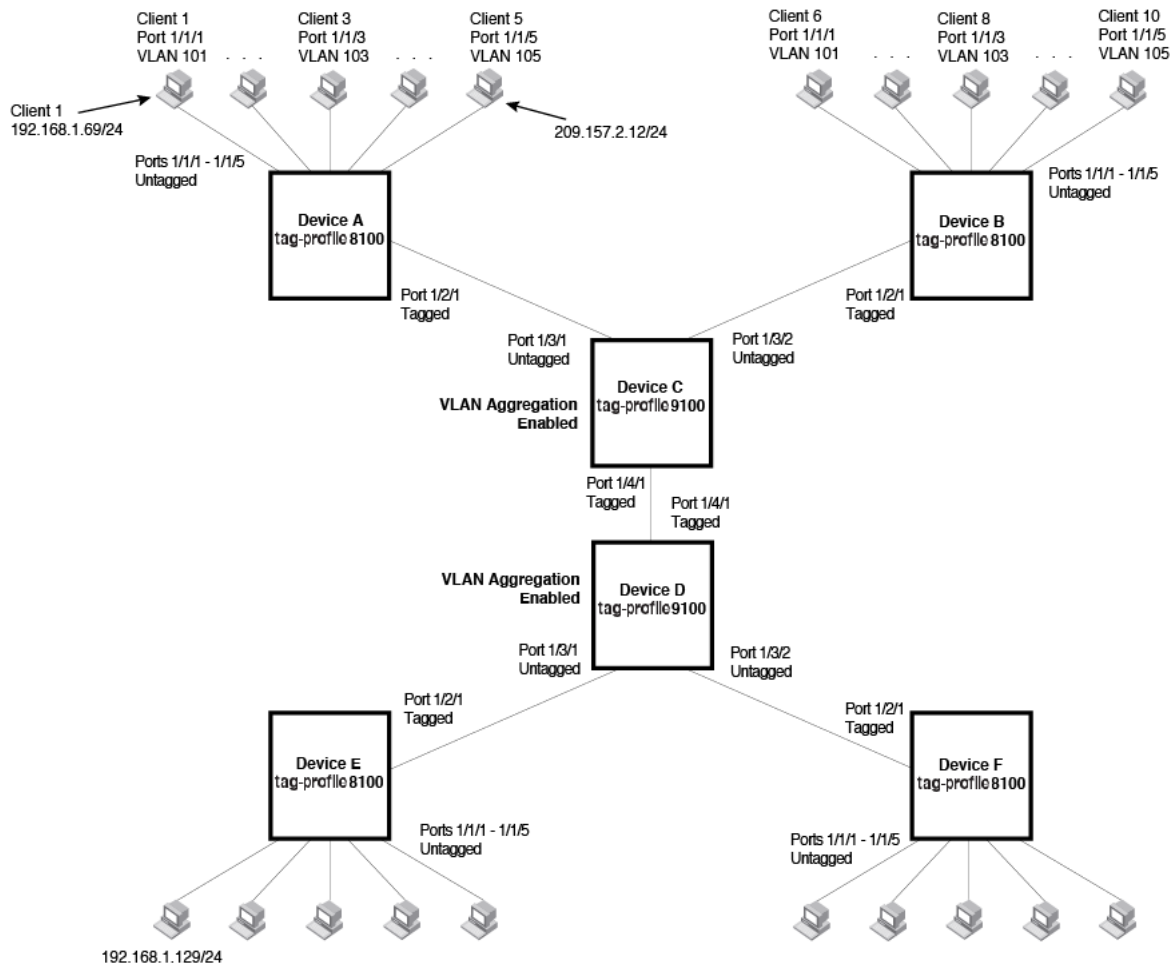 Client 1
Port 1/1/1
VLAN 101
. . .
Client 3
Port 1/1/3
VLAN 103
. . .
Client 5
Port 1/1/5
VLAN 105
Client 6
Port 1/1/1
VLAN 101
. . .
Client 8
Port 1/1/3
VLAN 103
. . .
Client 10
Port 1/1/5
VLAN 105
Client 1
192.168.1.69/24
209.157.2.12/24
Ports 1/1/1 - 1/1/5
Untagged
Ports 1/1/1 - 1/1/5
Untagged
Device A
tag-profile 8100
Device B
tag-profile 8100
Port 1/2/1
Tagged
Port 1/2/1
Tagged
Port 1/3/1
Untagged
Port 1/3/2
Untagged
Device C
tag-profile 9100
VLAN Aggregation
Enabled
Port 1/4/1
Tagged
Port 1/4/1
Tagged
VLAN Aggregation
Enabled
Device D
tag-profile 9100
Port 1/3/1
Untagged
Port 1/3/2
Untagged
Port 1/2/1
Tagged
Port 1/2/1
Tagged
Device E
tag-profile 8100
Device F
tag-profile 8100
Ports 1/1/1 - 1/1/5
Untagged
Ports 1/1/1 - 1/1/5
Untagged
192.168.1.129/24